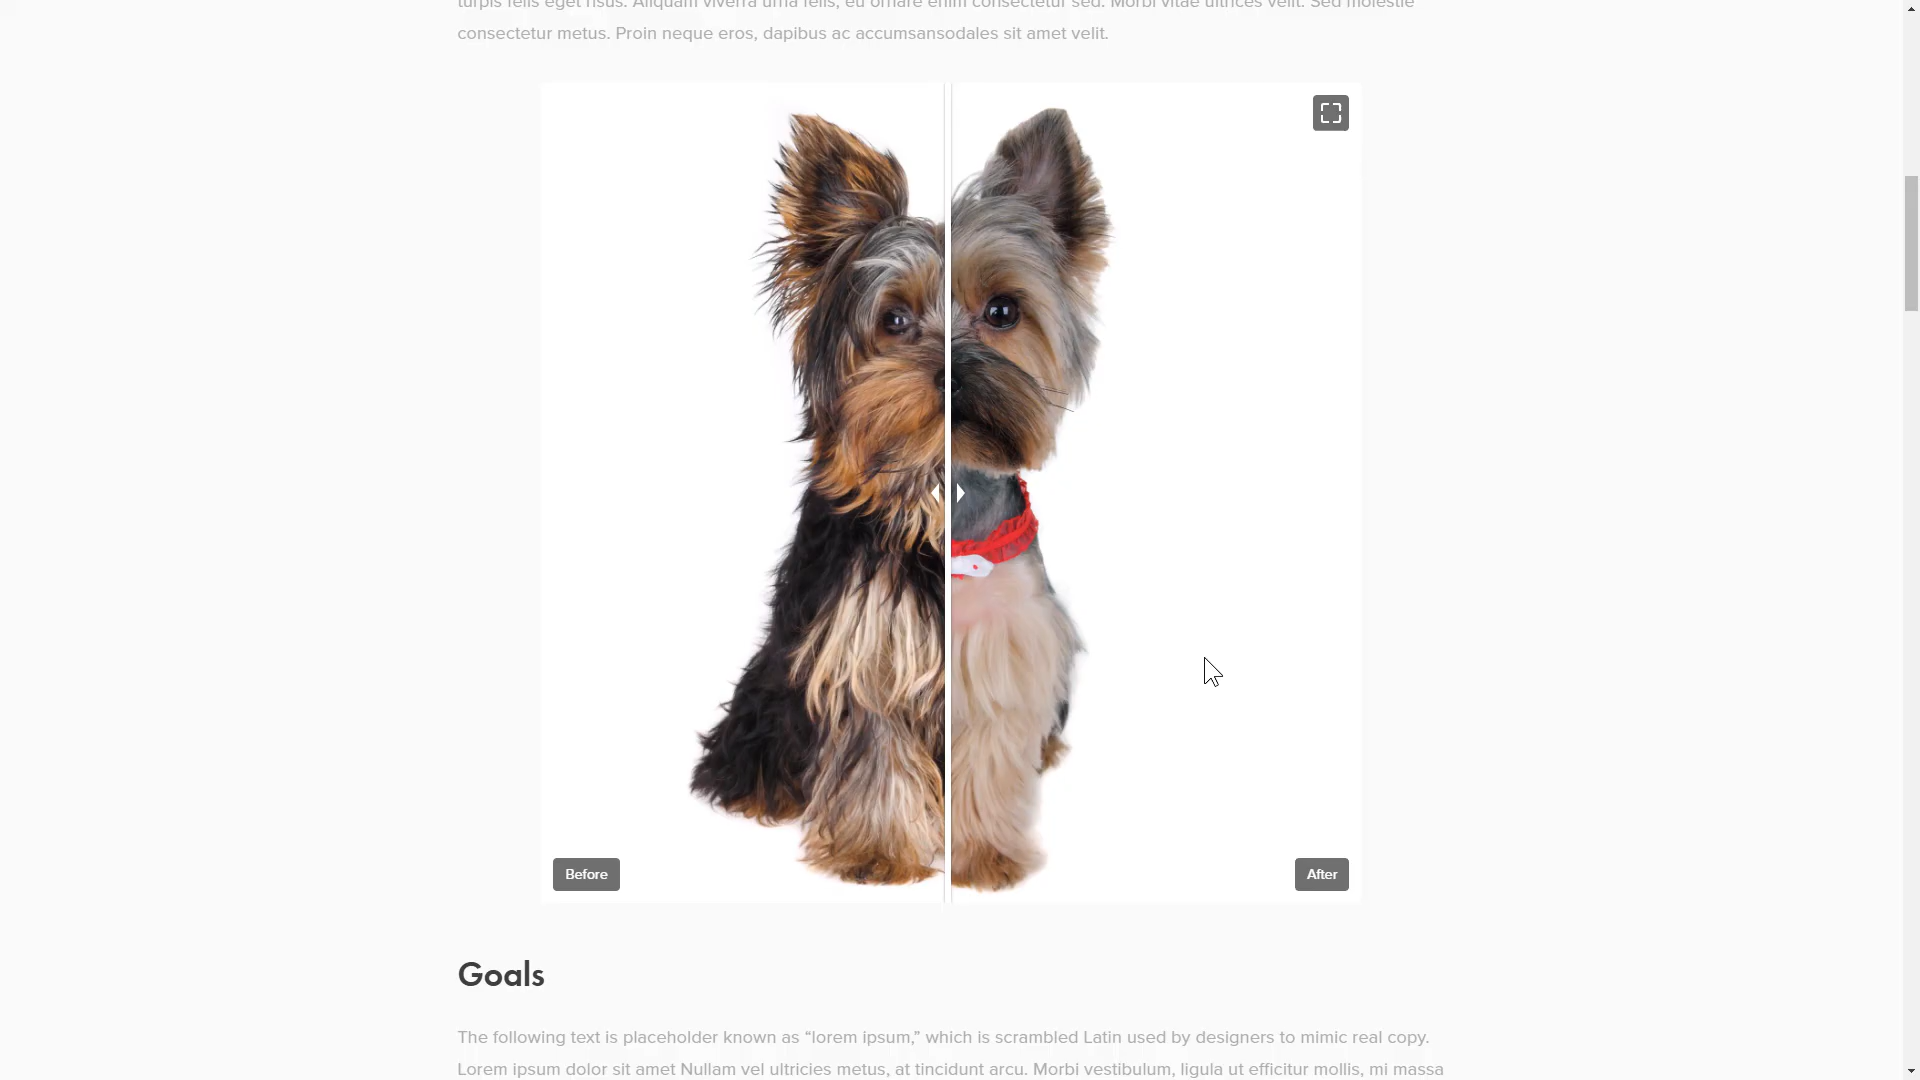 turpis felis eget risus. Aliquam viverra urna felis, eu ornare enim consectetur sed. Morbi vitae ultrices velit. Sed molestie
consectetur metus. Proin neque eros, dapibus ac accumsansodales sit amet velit.
Before
After
Goals
The following text is placeholder known as “lorem ipsum,” which is scrambled Latin used by designers to mimic real copy.
Lorem ipsum dolor sit amet Nullam vel ultricies metus, at tincidunt arcu. Morbi vestibulum, ligula ut efficitur mollis, mi massa